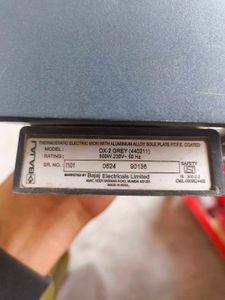 BAJAJ
THERMOSTATIC ELECTRIC IRON WITH ALUMINIUM ALLOY SOLE PLATE P.T.F.E. COATED
MODEL : DX-2 GREY (440211)
RATING : 600W 230V~ 50 Hz
SR. NO. : 1101 0624 90136
MARKETED BY Bajaj Electricals Limited
MADE IN INDIA
SAFETY